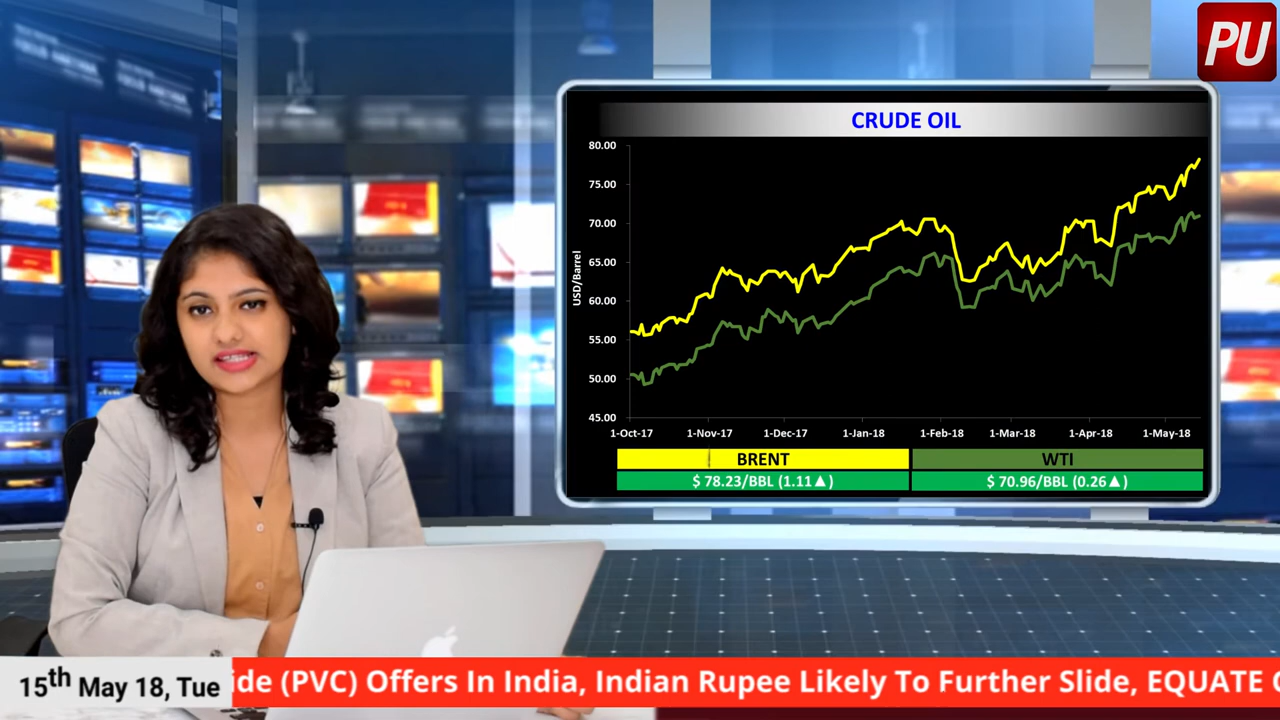 PU
CRUDE OIL
80.00
75.00
70.00
65.00
60.00
55.00
50.00
45.00
USD/Barrel
1-Oct-17 1-Nov-17 1-Dec-17 1-Jan-18 1-Feb-18 1-Mar-18 1-Apr-18 1-May-18
BRENT WTI
$ 78.23/BBL (1.11▲) $ 70.96/BBL (0.26▲)
15th May 18, Tue
ide (PVC) Offers In India, Indian Rupee Likely To Further Slide, EQUATE